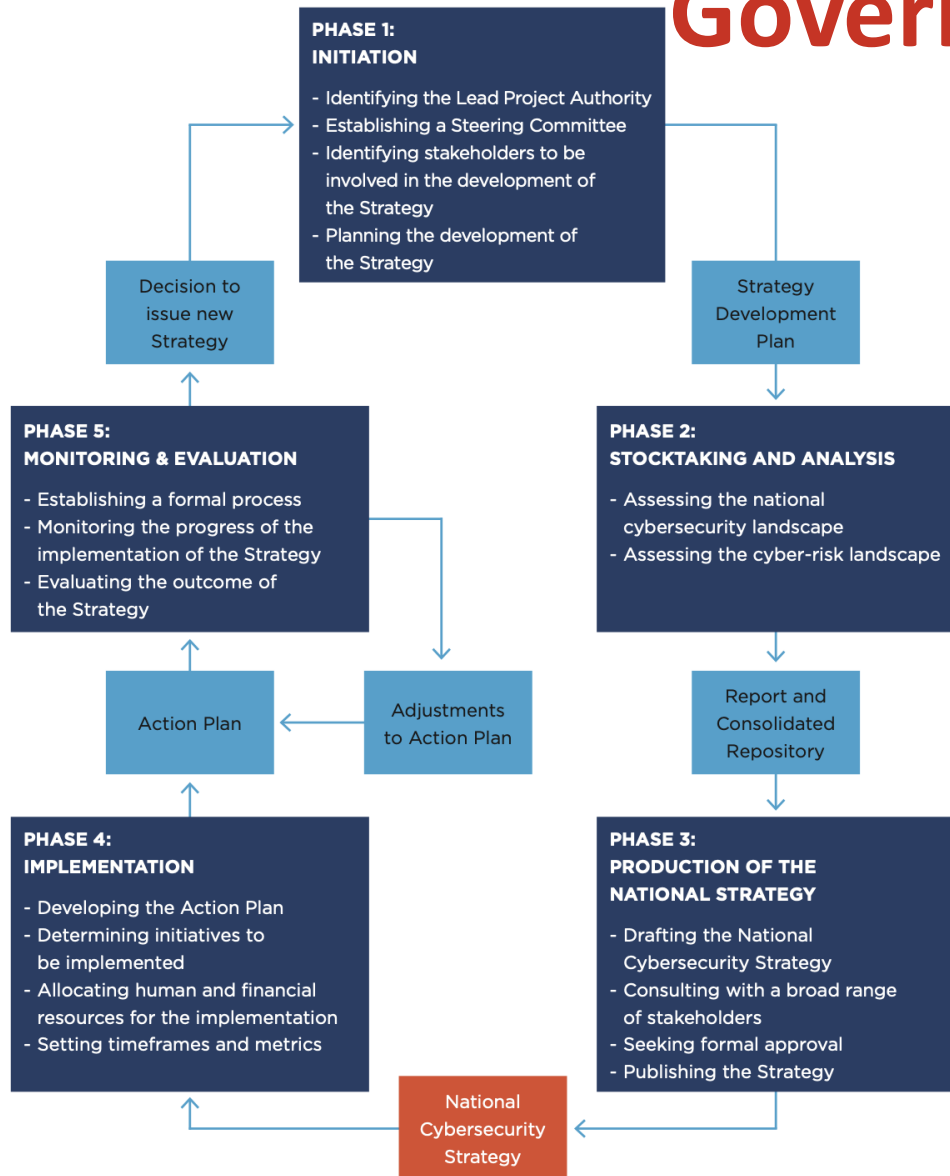 Govern
PHASE 1:
INITIATION
- Identifying the Lead Project Authority
- Establishing a Steering Committee
- Identifying stakeholders to be
involved in the development of
the Strategy
- Planning the development of
the Strategy
Decision to
issue new
Strategy
Strategy
Development
Plan
PHASE 5:
MONITORING & EVALUATION
- Establishing a formal process
- Monitoring the progress of the
implementation of the Strategy
- Evaluating the outcome of
the Strategy
PHASE 2:
STOCKTAKING AND ANALYSIS
- Assessing the national
cybersecurity landscape
- Assessing the cyber-risk landscape
Action Plan
Adjustments
to Action Plan
Report and
Consolidated
Repository
PHASE 4:
IMPLEMENTATION
- Developing the Action Plan
- Determining initiatives to
be implemented
- Allocating human and financial
resources for the implementation
- Setting timeframes and metrics
PHASE 3:
PRODUCTION OF THE
NATIONAL STRATEGY
- Drafting the National
Cybersecurity Strategy
- Consulting with a broad range
of stakeholders
- Seeking formal approval
- Publishing the Strategy
National
Cybersecurity
Strategy